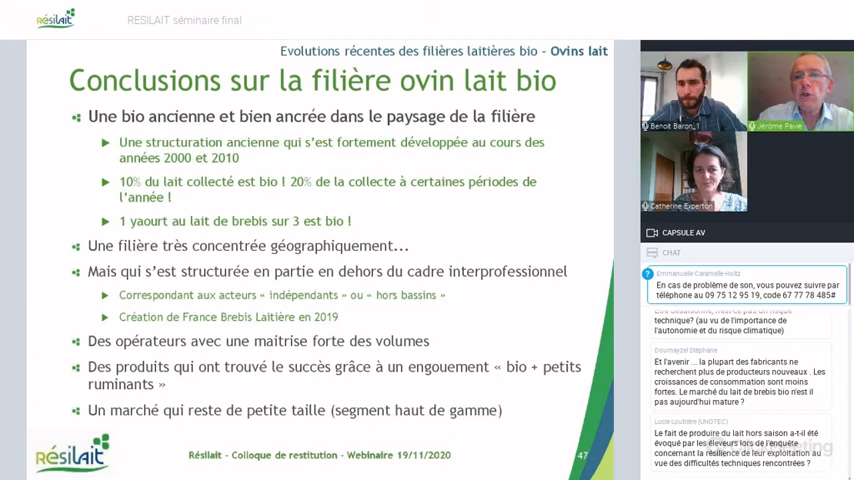 Résilait
RESILAIT séminaire final
Evolutions récentes des filières laitières bio – Ovins lait
Conclusions sur la filière ovin lait bio
Une bio ancienne et bien ancrée dans le paysage de la filière
Une structuration ancienne qui s'est fortement développée au cours des
années 2000 et 2010
10% du lait collecté est bio ! 20% de la collecte à certaines périodes de
l'année !
1 yaourt au lait de brebis sur 3 est bio !
Une filière très concentrée géographiquement…
Mais qui s'est structurée en partie en dehors du cadre interprofessionnel
Correspondant aux acteurs « indépendants » ou « hors bassins »
Création de France Brebis Laitière en 2019
Des opérateurs avec une maitrise forte des volumes
Des produits qui ont trouvé le succès grâce à un engouement « bio + petits
ruminants »
Un marché qui reste de petite taille (segment haut de gamme)
Résilait
Résilait - Colloque de restitution - Webinaire 19/11/2020
47
Benoit Baron_1
Jérôme Pavie
Catherine Experton
CAPSULE AV
CHAT
?
Emmanuelle Caramelle-Holtz
En cas de problème de son, vous pouvez suivre par
téléphone au 09 75 12 95 19, code 67 77 78 485#
technique? (au vu de l'importance de
l'autonomie et du risque climatique)
Doumayzel Stéphane
Et l'avenir ... la plupart des fabricants ne
recherchent plus de producteurs nouveaux . Les
croissances de consommation sont moins
fortes. Le marché du lait de brebis bio n'est il
pas aujourd'hui mature ?
Lucie Loubière (UNOTEC)
Le fait de produire du lait hors saison a-t-il été
évoqué par les éleveurs lors de l'enquête
concernant la résilience de leur exploitation au
vue des difficultés techniques rencontrées ?